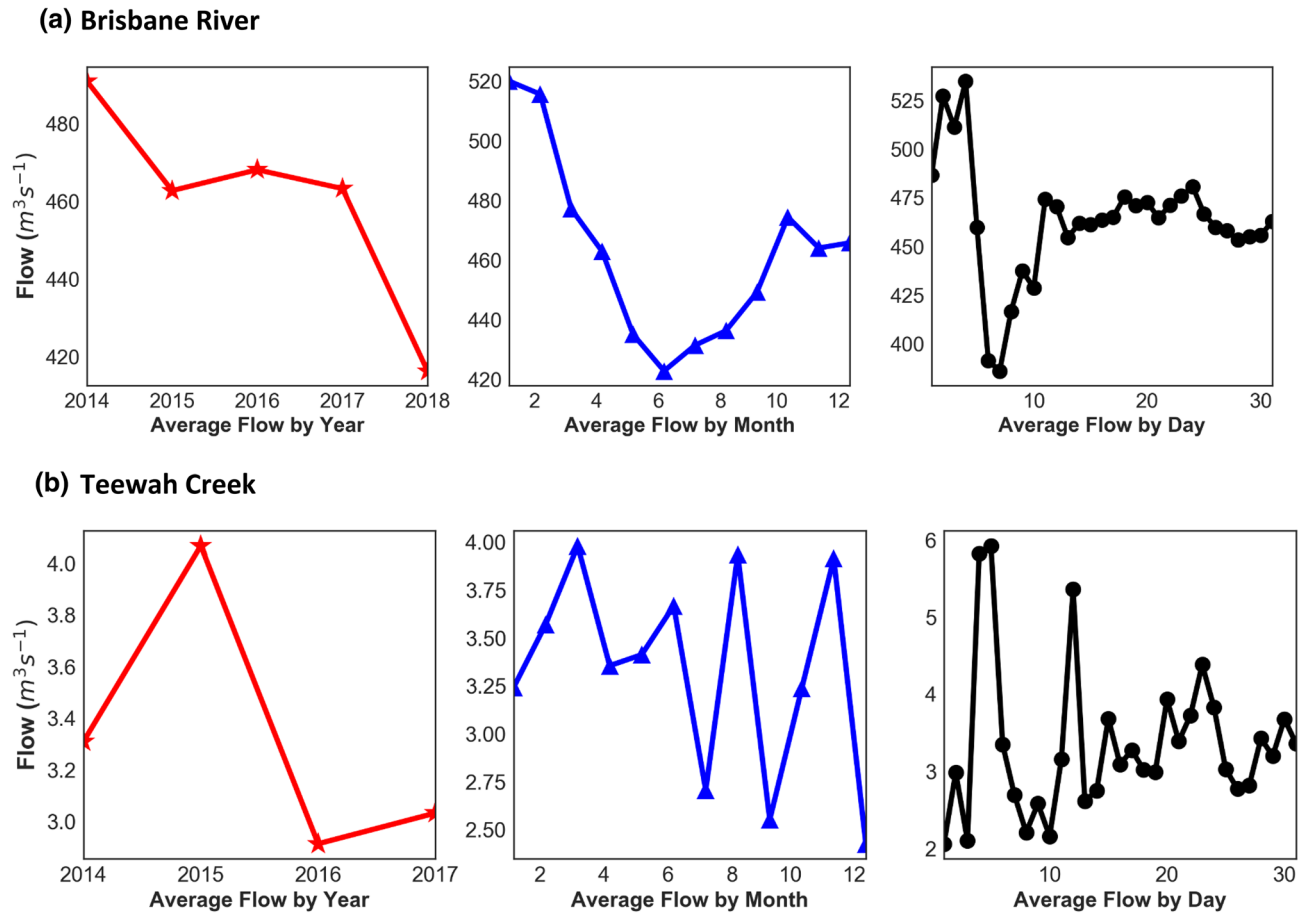 (a) Brisbane River
Flow (m³s⁻¹)
480
460
440
420
2014 2015 2016 2017 2018
Average Flow by Year
520
500
480
460
440
420
2 4 6 8 10 12
Average Flow by Month
525
500
475
450
425
400
10 20 30
Average Flow by Day
(b) Teewah Creek
Flow (m³s⁻¹)
4.0
3.8
3.6
3.4
3.2
3.0
2014 2015 2016 2017
Average Flow by Year
4.00
3.75
3.50
3.25
3.00
2.75
2.50
2 4 6 8 10 12
Average Flow by Month
6
5
4
3
2
10 20 30
Average Flow by Day